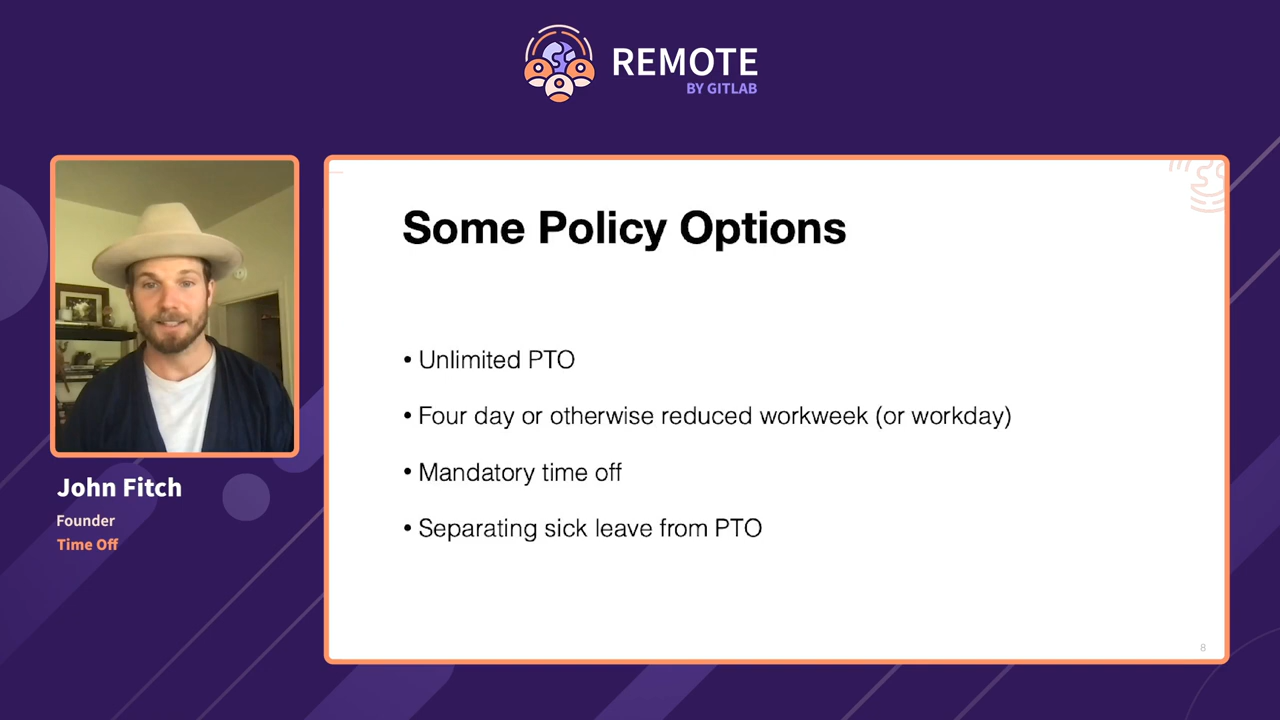 REMOTE
BY GITLAB
John Fitch
Founder
Time Off
Some Policy Options
• Unlimited PTO
• Four day or otherwise reduced workweek (or workday)
• Mandatory time off
• Separating sick leave from PTO
8